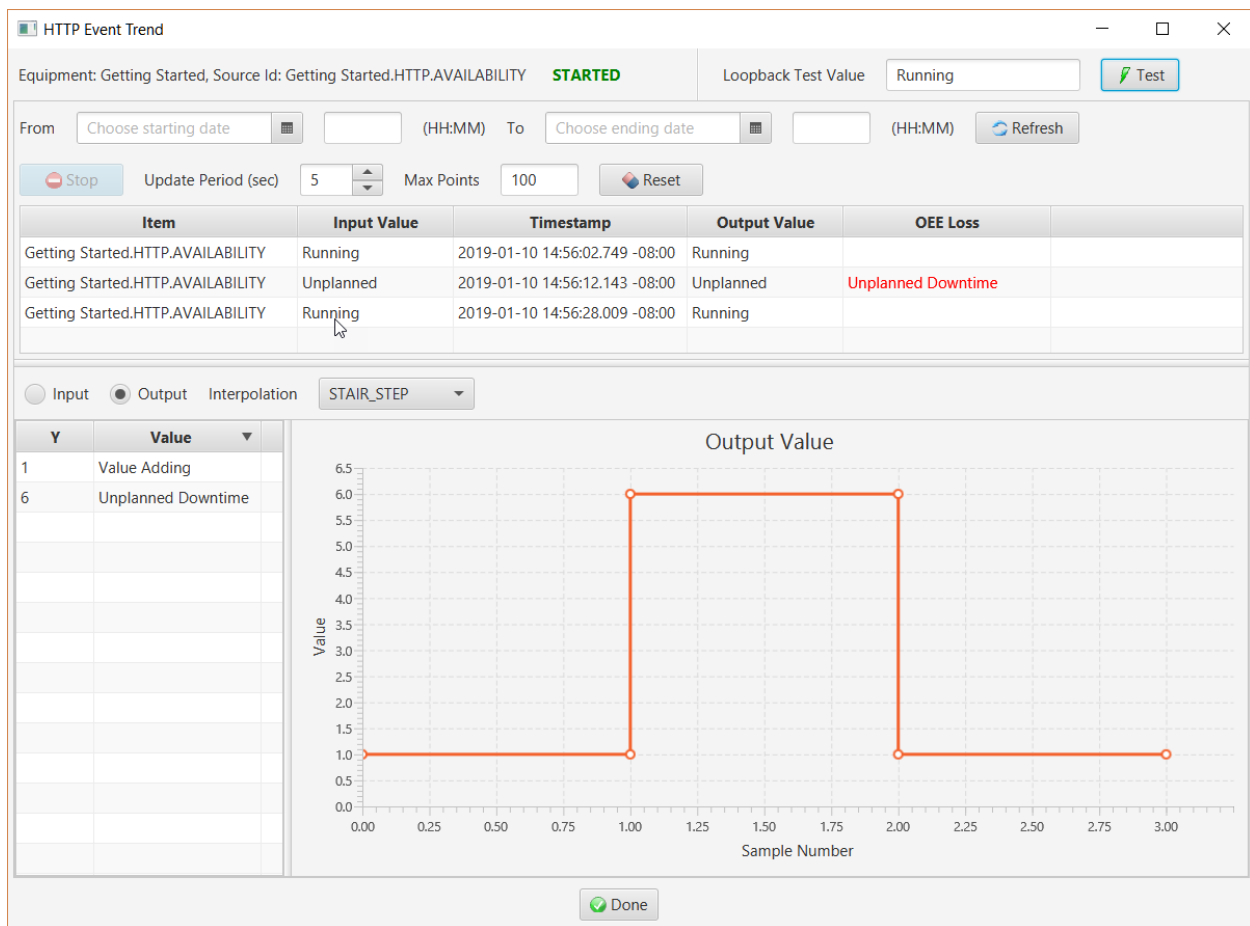 HTTP Event Trend
Equipment: Getting Started, Source Id: Getting Started.HTTP.AVAILABILITY STARTED Loopback Test Value Running Test
From Choose starting date (HH:MM) To Choose ending date (HH:MM) Refresh
Stop Update Period (sec) 5 Max Points 100 Reset
Item Input Value Timestamp Output Value OEE Loss
Getting Started.HTTP.AVAILABILITY Running 2019-01-10 14:56:02.749 -08:00 Running
Getting Started.HTTP.AVAILABILITY Unplanned 2019-01-10 14:56:12.143 -08:00 Unplanned Unplanned Downtime
Getting Started.HTTP.AVAILABILITY Running 2019-01-10 14:56:28.009 -08:00 Running
Input Output Interpolation STAIR_STEP
Y Value
1 Value Adding
6 Unplanned Downtime
Output Value
6.5
6.0
5.5
5.0
4.5
4.0
3.5
3.0
2.5
2.0
1.5
1.0
0.5
0.0
Value
0.00 0.25 0.50 0.75 1.00 1.25 1.50 1.75 2.00 2.25 2.50 2.75 3.00
Sample Number
Done